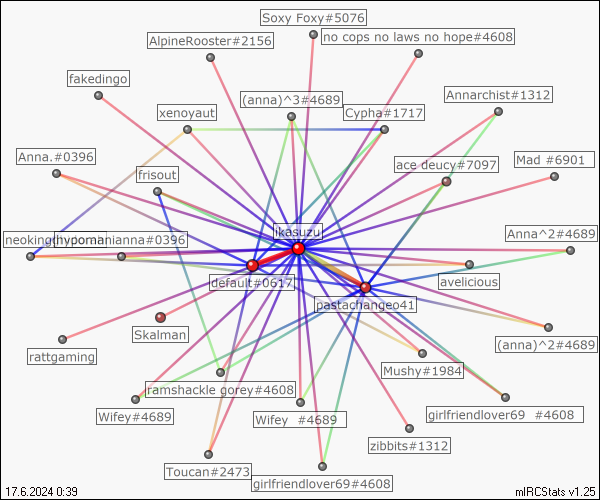 Soxy Foxy#5076
no cops no laws no hope#4608
AlpineRooster#2156
fakedingo
Annarchist#1312
(anna)^3#4689
xenoyaut
Cypha#1717
Anna.#0396
ace deucy#7097
Mad #6901
frisout
ikasuzu
Anna^2#4689
anna#0396
default#0617
avelicious
pastachangeo41
Skalman
(anna)^2#4689
rattgaming
Mushy#1984
ramshackle gorey#4608
Wifey#4689
Wifey #4689
girlfriendlover69 #4608
zibbits#1312
Toucan#2473
girlfriendlover69#4608
17.6.2024 0:39
mIRCStats v1.25